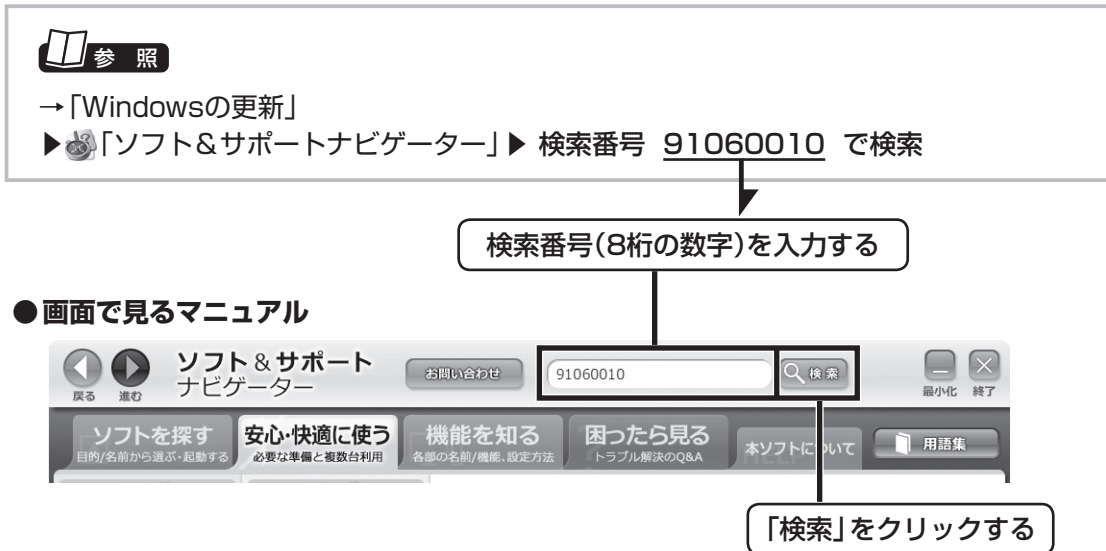 参 照
→「Windowsの更新」
▶「ソフト&サポートナビゲーター」▶ 検索番号 91060010 で検索
検索番号(8桁の数字)を入力する
●画面で見るマニュアル
戻る 進む
ソフト&サポート
ナビゲーター
お問い合わせ
91060010
検索
最小化 終了
ソフトを探す
目的/名前から選ぶ・起動する
安心・快適に使う
必要な準備と複数台利用
機能を知る
各部の名前/機能、設定方法
困ったら見る
トラブル解決のQ&A
本ソフトについて
用語集
「検索」をクリックする